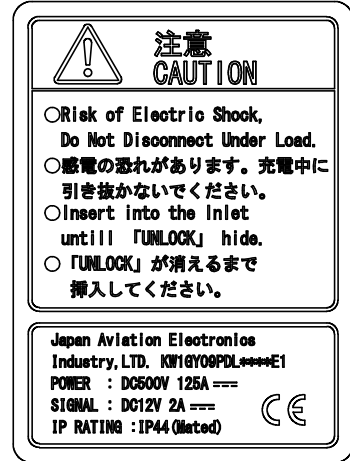 注意
CAUTION
○Risk of Electric Shock,
Do Not Disconnect Under Load.
○感電の恐れがあります。充電中に
引き抜かないでください。
○Insert into the Inlet
untill 「UNLOCK」 hide.
○「UNLOCK」が消えるまで
挿入してください。
Japan Aviation Electronics
Industry,LTD. KW1GY09PDL****E1
POWER : DC500V 125A ⎓
SIGNAL : DC12V 2A ⎓
IP RATING :IP44(Mated)
CE